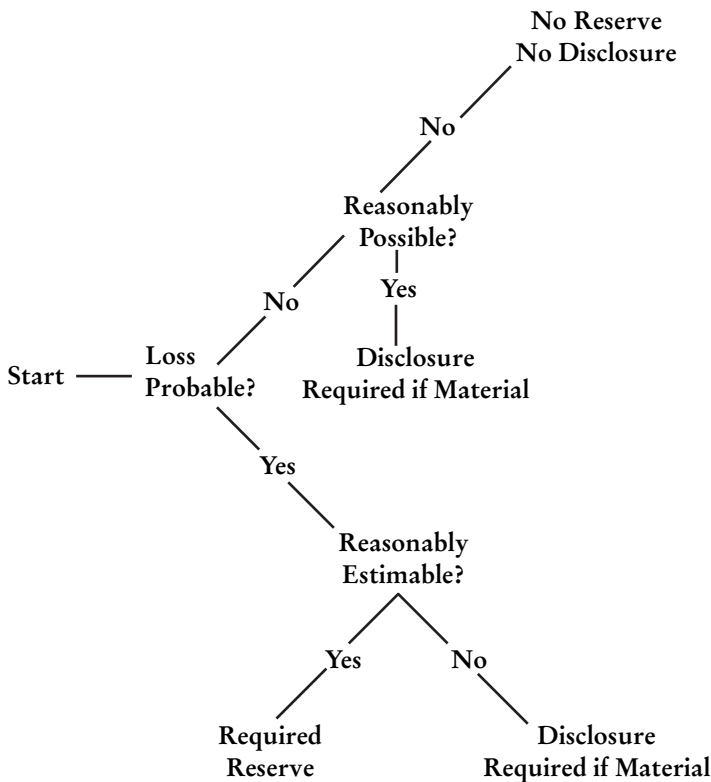 No Reserve
No Disclosure
No
Reasonably
Possible?
No
Yes
Start
Loss
Probable?
Disclosure
Required if Material
Yes
Reasonably
Estimable?
Yes
No
Required
Reserve
Disclosure
Required if Material